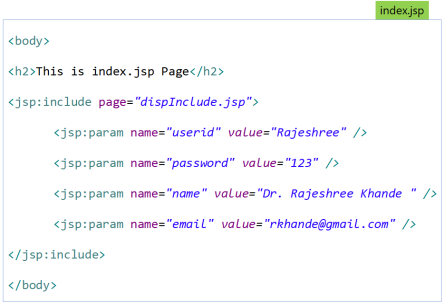 index.jsp
<body>
<h2>This is index.jsp Page</h2>
<jsp:include page="dispInclude.jsp">
<jsp:param name="userid" value="Rajeshree" />
<jsp:param name="password" value="123" />
<jsp:param name="name" value="Dr. Rajeshree Khande " />
<jsp:param name="email" value="rkhande@gmail.com" />
</jsp:include>
</body>